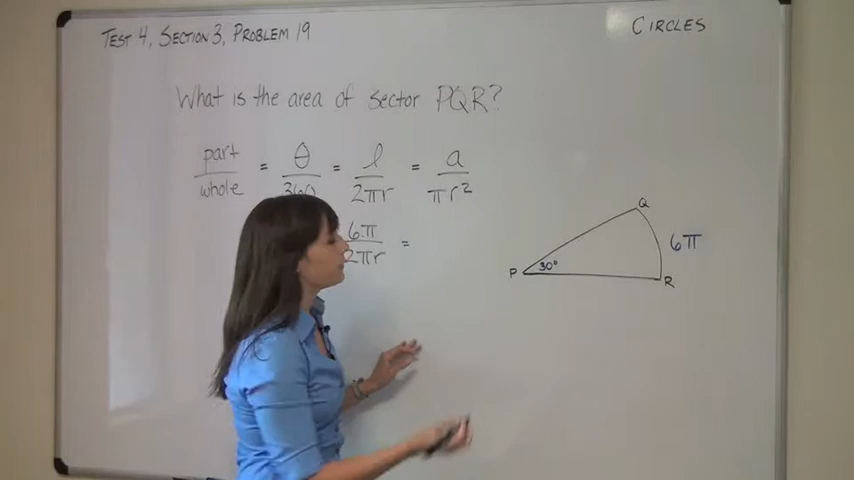 TEST 4, SECTION 3, PROBLEM 19
CIRCLES
What is the area of sector PQR?
part/whole = θ/360 = l/2πr = a/πr²
6π/2πr =
Q
6π
P 30° R